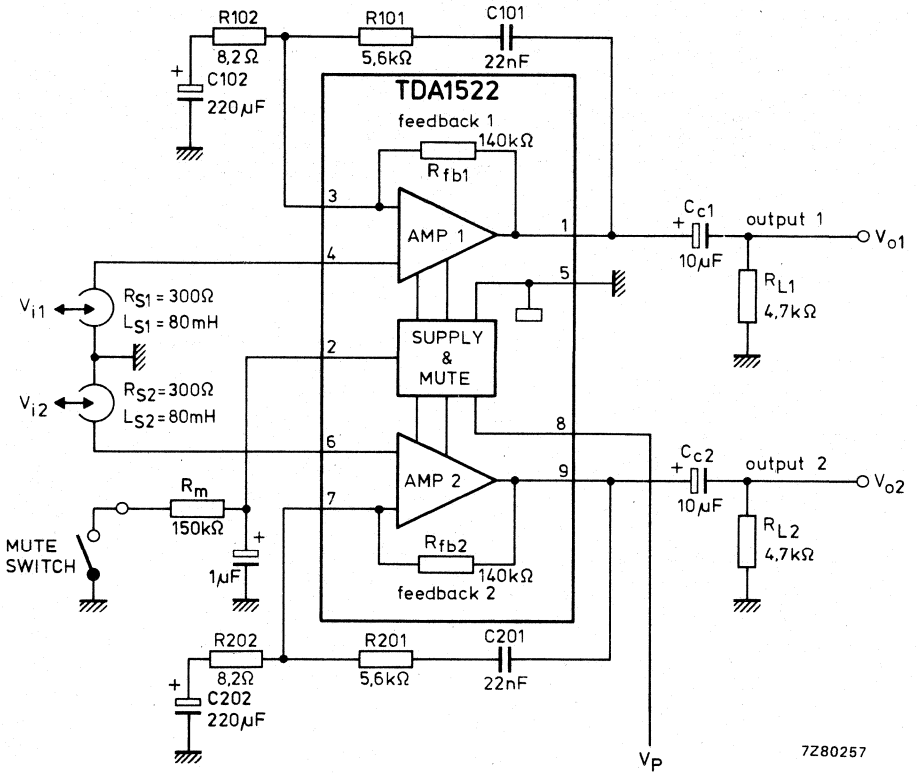 R102
8,2Ω
R101
5,6kΩ
C101
22nF
+
C102
220μF
TDA1522
feedback 1
140kΩ
Rfb1
3
AMP 1
1
Cc1
+
10μF
output 1
Vo1
4
5
RL1
4,7kΩ
Vi1
RS1=300Ω
LS1=80mH
SUPPLY
&
MUTE
2
Vi2
RS2=300Ω
LS2=80mH
8
6
AMP 2
9
Cc2
+
10μF
output 2
Vo2
7
Rm
150kΩ
MUTE
SWITCH
+
1μF
Rfb2
140kΩ
feedback 2
RL2
4,7kΩ
R202
8,2Ω
R201
5,6kΩ
C201
22nF
+
C202
220μF
VP
7Z80257